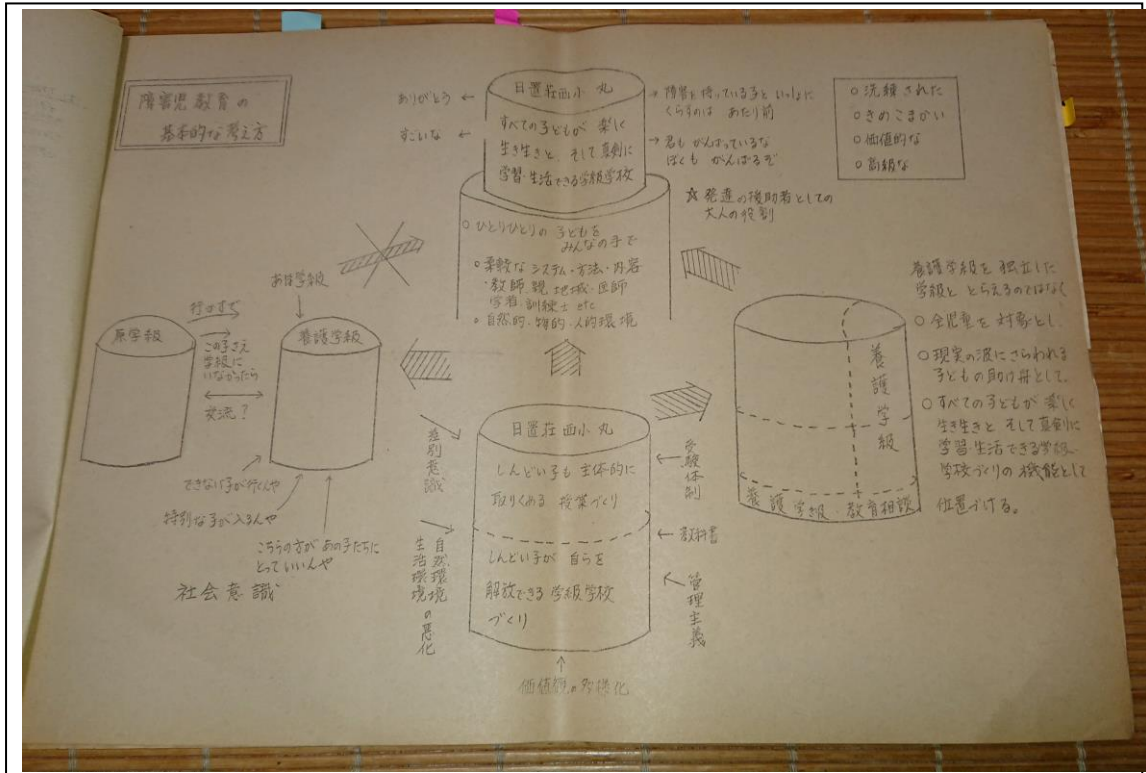 障害児教育の
基本的な考え方
日置荘西小丸
すべての子どもが 楽しく
生き生きと、そして真剣に
学習・生活できる学級学校
ありがとう
すごいな
障害を持っている子といっしょに
くらすのは あたり前
君も がんばっているな
ぼくも がんばるぞ
☆ 発達の援助者としての
大人の役割
○ 洗練された
○ きめこまかい
○ 価値的な
○ 高級な
○ ひとりひとりの 子どもを
みんなの手で
○ 柔軟な システム・方法・内容
・教師、親、地域・医師
学者・訓練士 etc
○ 自然的・物的・人的環境
原学級
この子さえ
学級に
いなかったら
交流?
あほ学級
養護学級
できない子が行くんや
特別な子が入るんや
こちらの方が あの子たちに
とっていいんや
社会意識
日置荘西小丸
しんどい子も 主体的に
取りくめる 授業づくり
しんどい子が 自らを
解放できる 学級学校
づくり
差別意識
自然環境
生活環境
の悪化
受験体制
教科書
管理主義
価値観の多様化
養護学級
養護学級・教育相談
養護学級を 独立した
学級と とらえるのではなく
○ 全児童を 対象とし、
○ 現実の波にさらわれる
子どもの助け舟として、
○ すべての子どもが 楽しく
生き生きと そして真剣に
学習生活できる学級、
学校づくりの 機能として
位置づける。